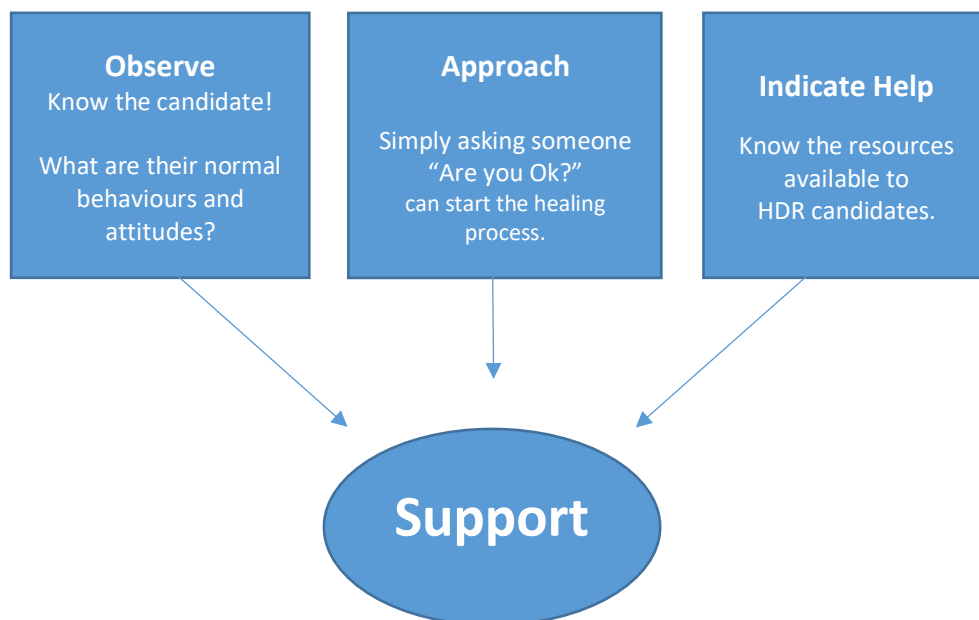 Observe
Know the candidate!
What are their normal
behaviours and
attitudes?
Approach
Simply asking someone
“Are you Ok?”
can start the healing
process.
Indicate Help
Know the resources
available to
HDR candidates.
Support